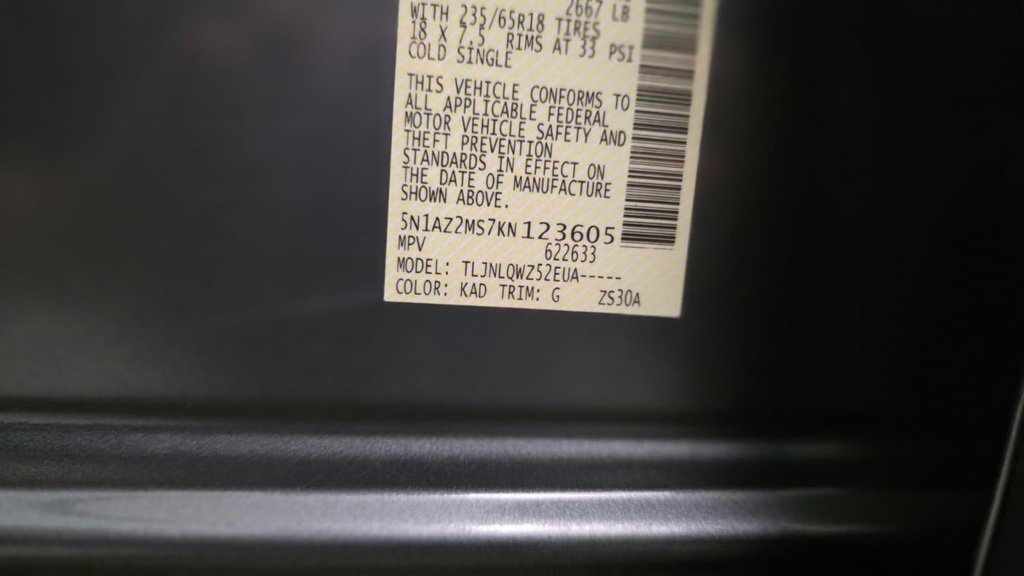 2667 LB
WITH 235/65R18 TIRES
18 X 7.5 RIMS AT 33 PSI
COLD SINGLE
THIS VEHICLE CONFORMS TO
ALL APPLICABLE FEDERAL
MOTOR VEHICLE SAFETY AND
THEFT PREVENTION
STANDARDS IN EFFECT ON
THE DATE OF MANUFACTURE
SHOWN ABOVE.
5N1AZ2MS7KN123605
MPV 622633
MODEL: TLJNLQWZ52EUA-----
COLOR: KAD TRIM: G ZS30A